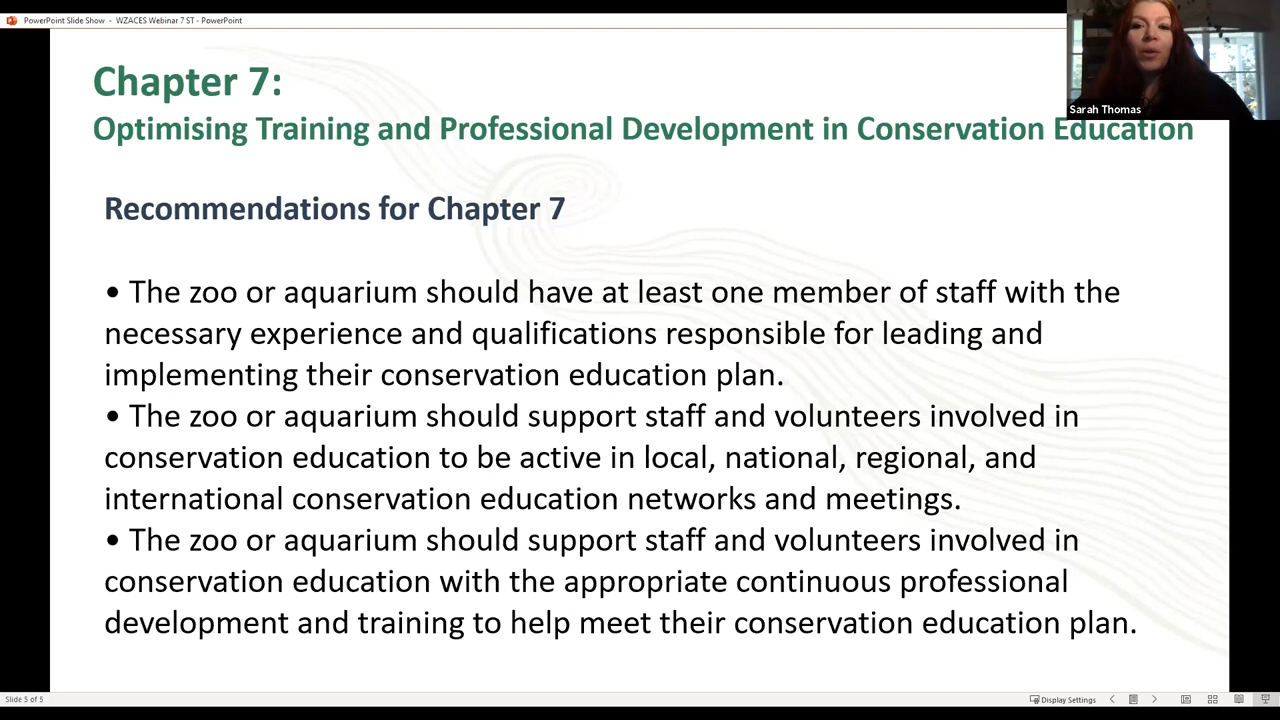 PowerPoint Slide Show - WZACES Webinar 7 ST - PowerPoint
Sarah Thomas
Chapter 7:
Optimising Training and Professional Development in Conservation Education
Recommendations for Chapter 7
• The zoo or aquarium should have at least one member of staff with the
necessary experience and qualifications responsible for leading and
implementing their conservation education plan.
• The zoo or aquarium should support staff and volunteers involved in
conservation education to be active in local, national, regional, and
international conservation education networks and meetings.
• The zoo or aquarium should support staff and volunteers involved in
conservation education with the appropriate continuous professional
development and training to help meet their conservation education plan.
Slide 5 of 5
Display Settings